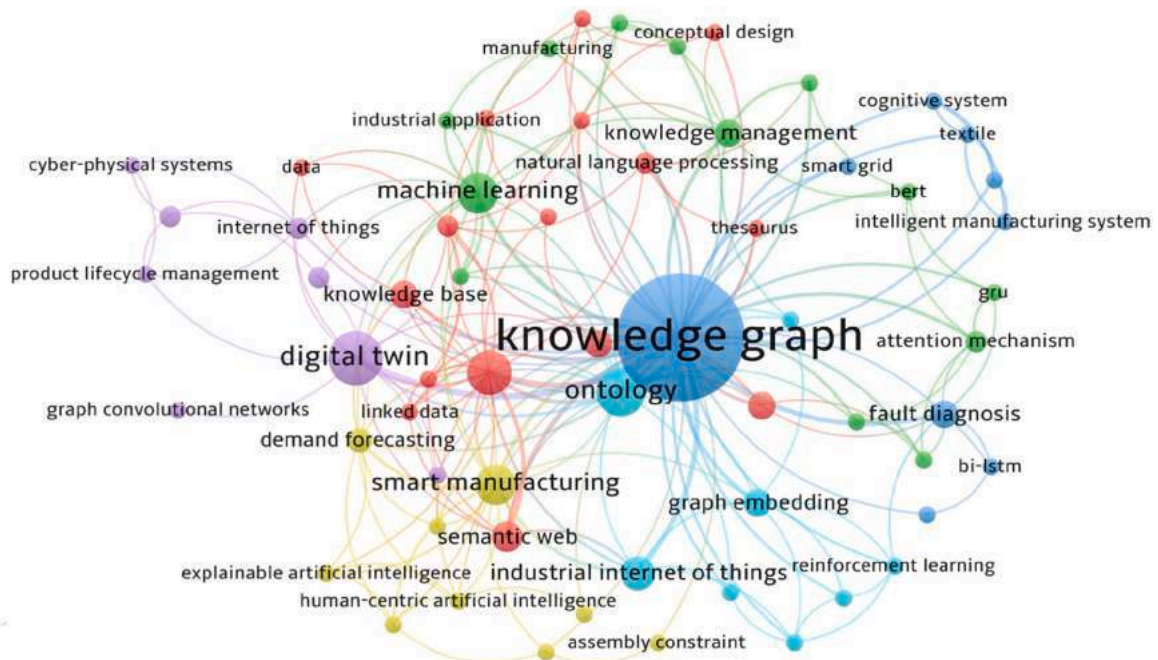 conceptual design
manufacturing
cognitive system
industrial application
knowledge management
textile
cyber-physical systems
data
natural language processing
smart grid
machine learning
bert
internet of things
thesaurus
intelligent manufacturing system
product lifecycle management
knowledge base
gru
knowledge graph
attention mechanism
digital twin
ontology
graph convolutional networks
linked data
fault diagnosis
demand forecasting
bi-lstm
smart manufacturing
graph embedding
semantic web
explainable artificial intelligence
industrial internet of things
reinforcement learning
human-centric artificial intelligence
assembly constraint